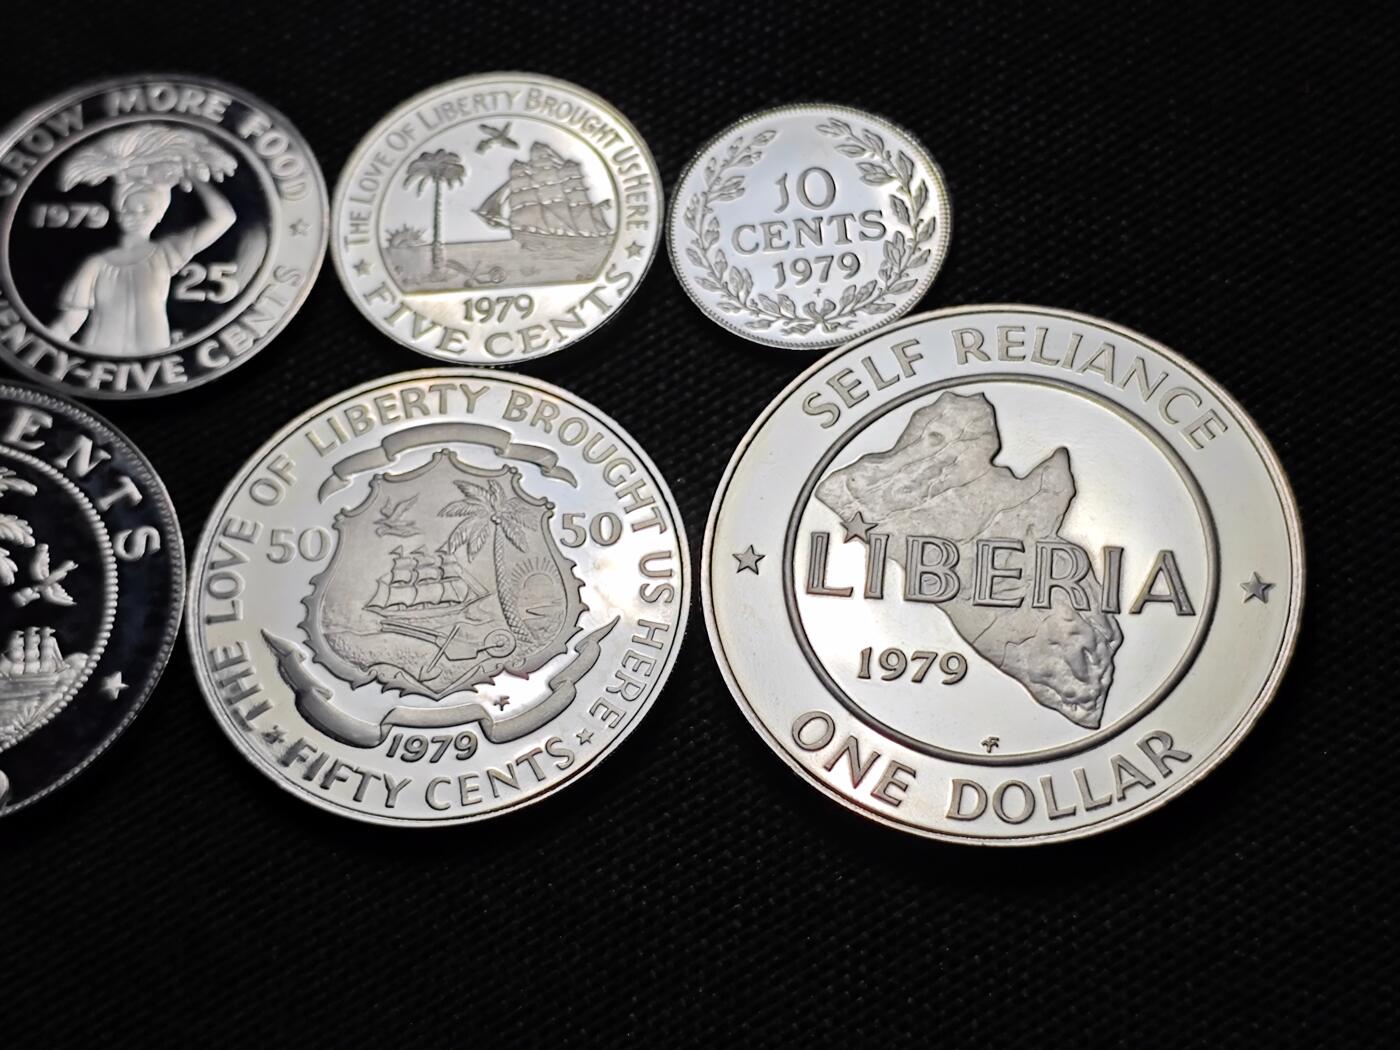 GROW MORE FOOD
1979
25
TWENTY-FIVE CENTS
THE LOVE OF LIBERTY BROUGHT US HERE
1979
FIVE CENTS
10
CENTS
1979
ENTS
THE LOVE OF LIBERTY BROUGHT US HERE
50 50
1979
FIFTY CENTS
SELF RELIANCE
LIBERIA
1979
ONE DOLLAR